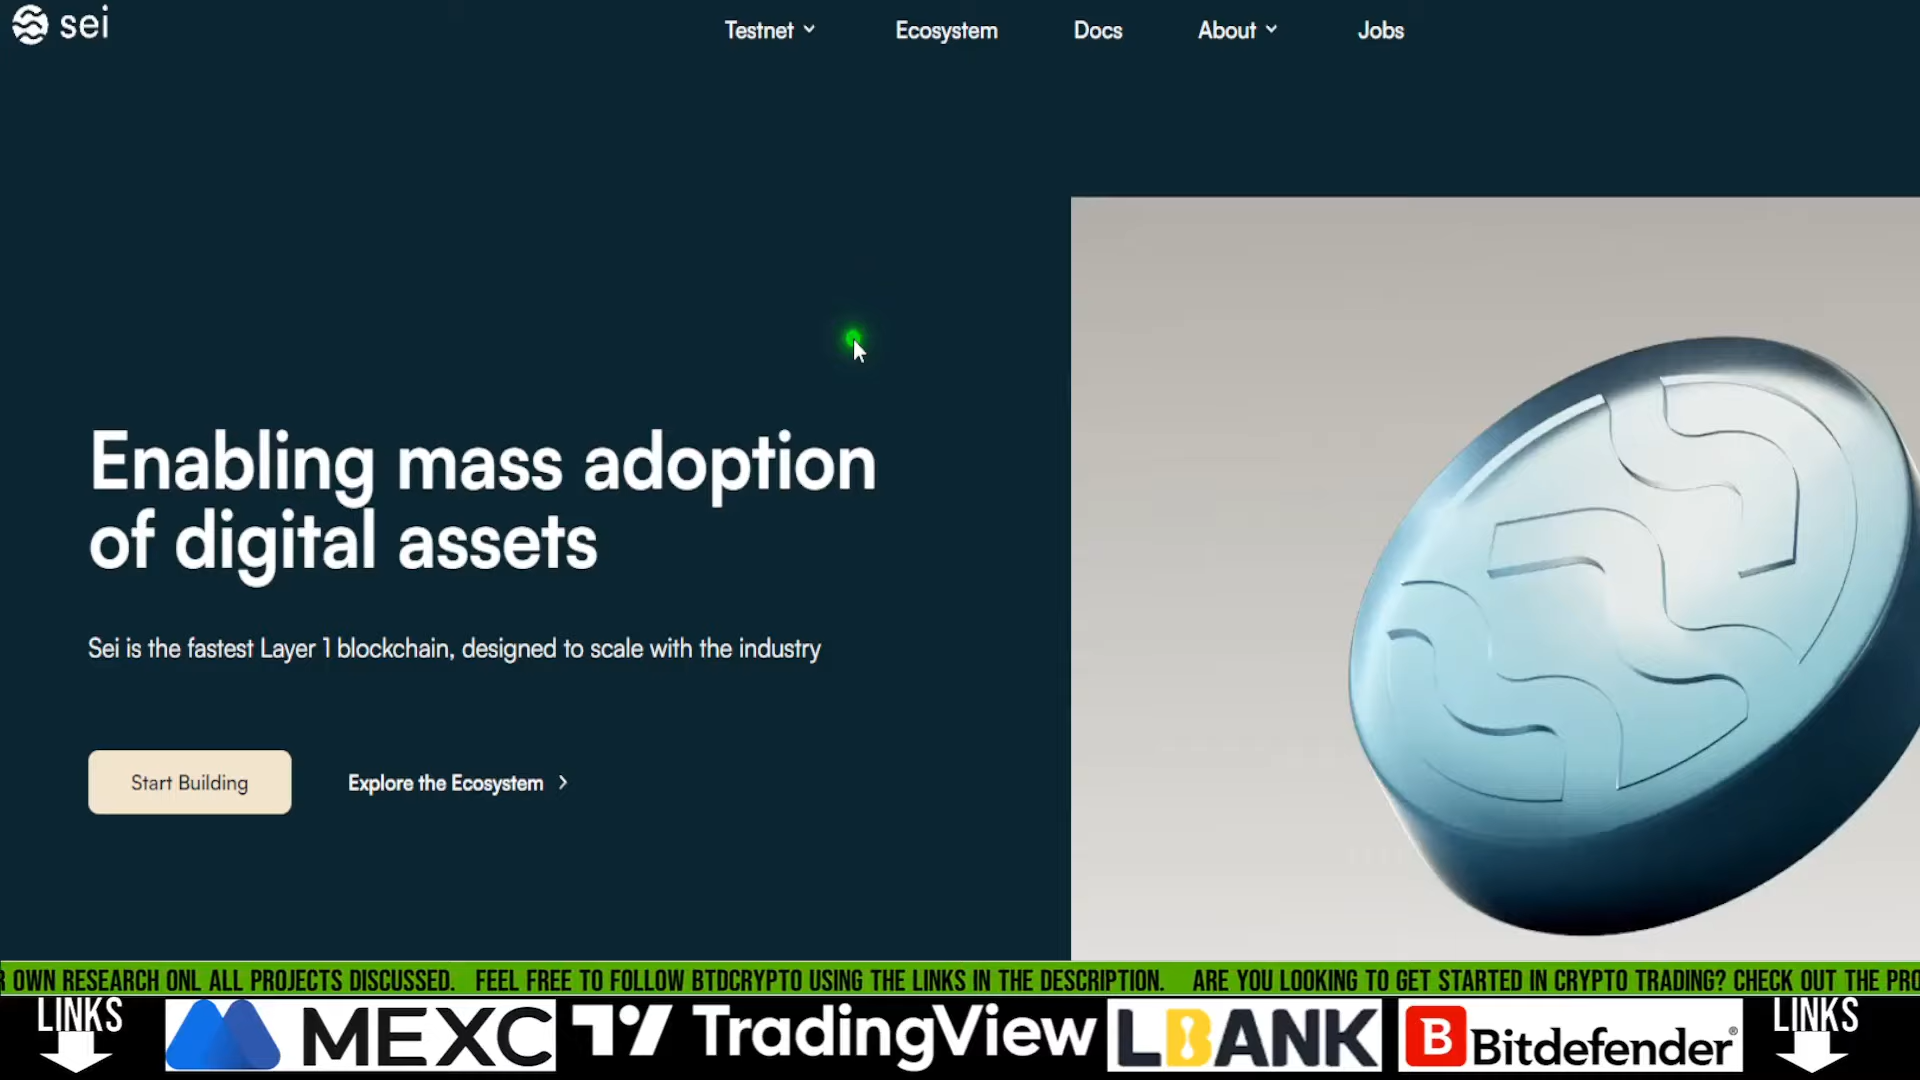 sei
Testnet
Ecosystem
Docs
About
Jobs
Enabling mass adoption
of digital assets
Sei is the fastest Layer 1 blockchain, designed to scale with the industry
Start Building
Explore the Ecosystem
OWN RESEARCH ONL ALL PROJECTS DISCUSSED. FEEL FREE TO FOLLOW BTDCRYPTO USING THE LINKS IN THE DESCRIPTION. ARE YOU LOOKING TO GET STARTED IN CRYPTO TRADING? CHECK OUT THE PRO
LINKS
MEXC
TradingView
LBANK
B Bitdefender®
LINKS